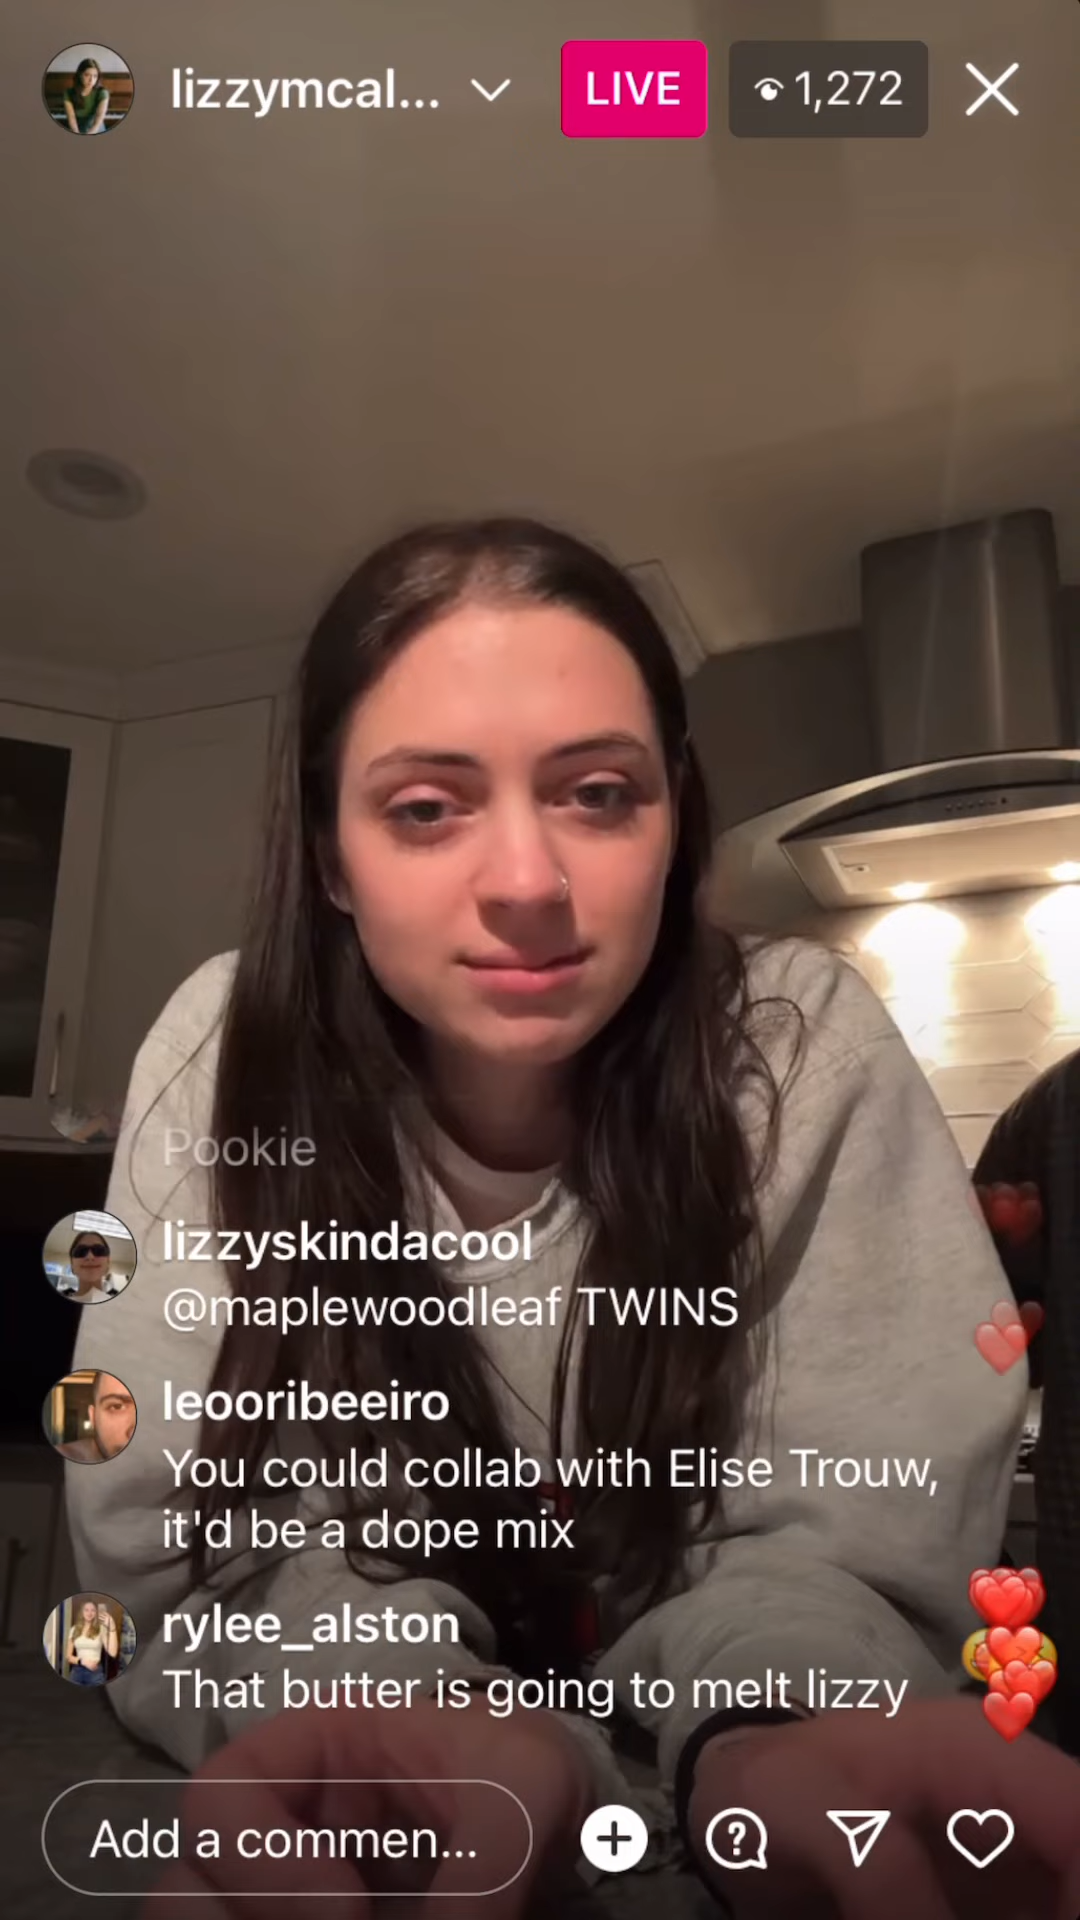 lizzymcal...
LIVE
1,272
Pookie
lizzyskindacool
@maplewoodleaf TWINS
leooribeeiro
You could collab with Elise Trouw,
it'd be a dope mix
rylee_alston
That butter is going to melt lizzy
Add a commen...